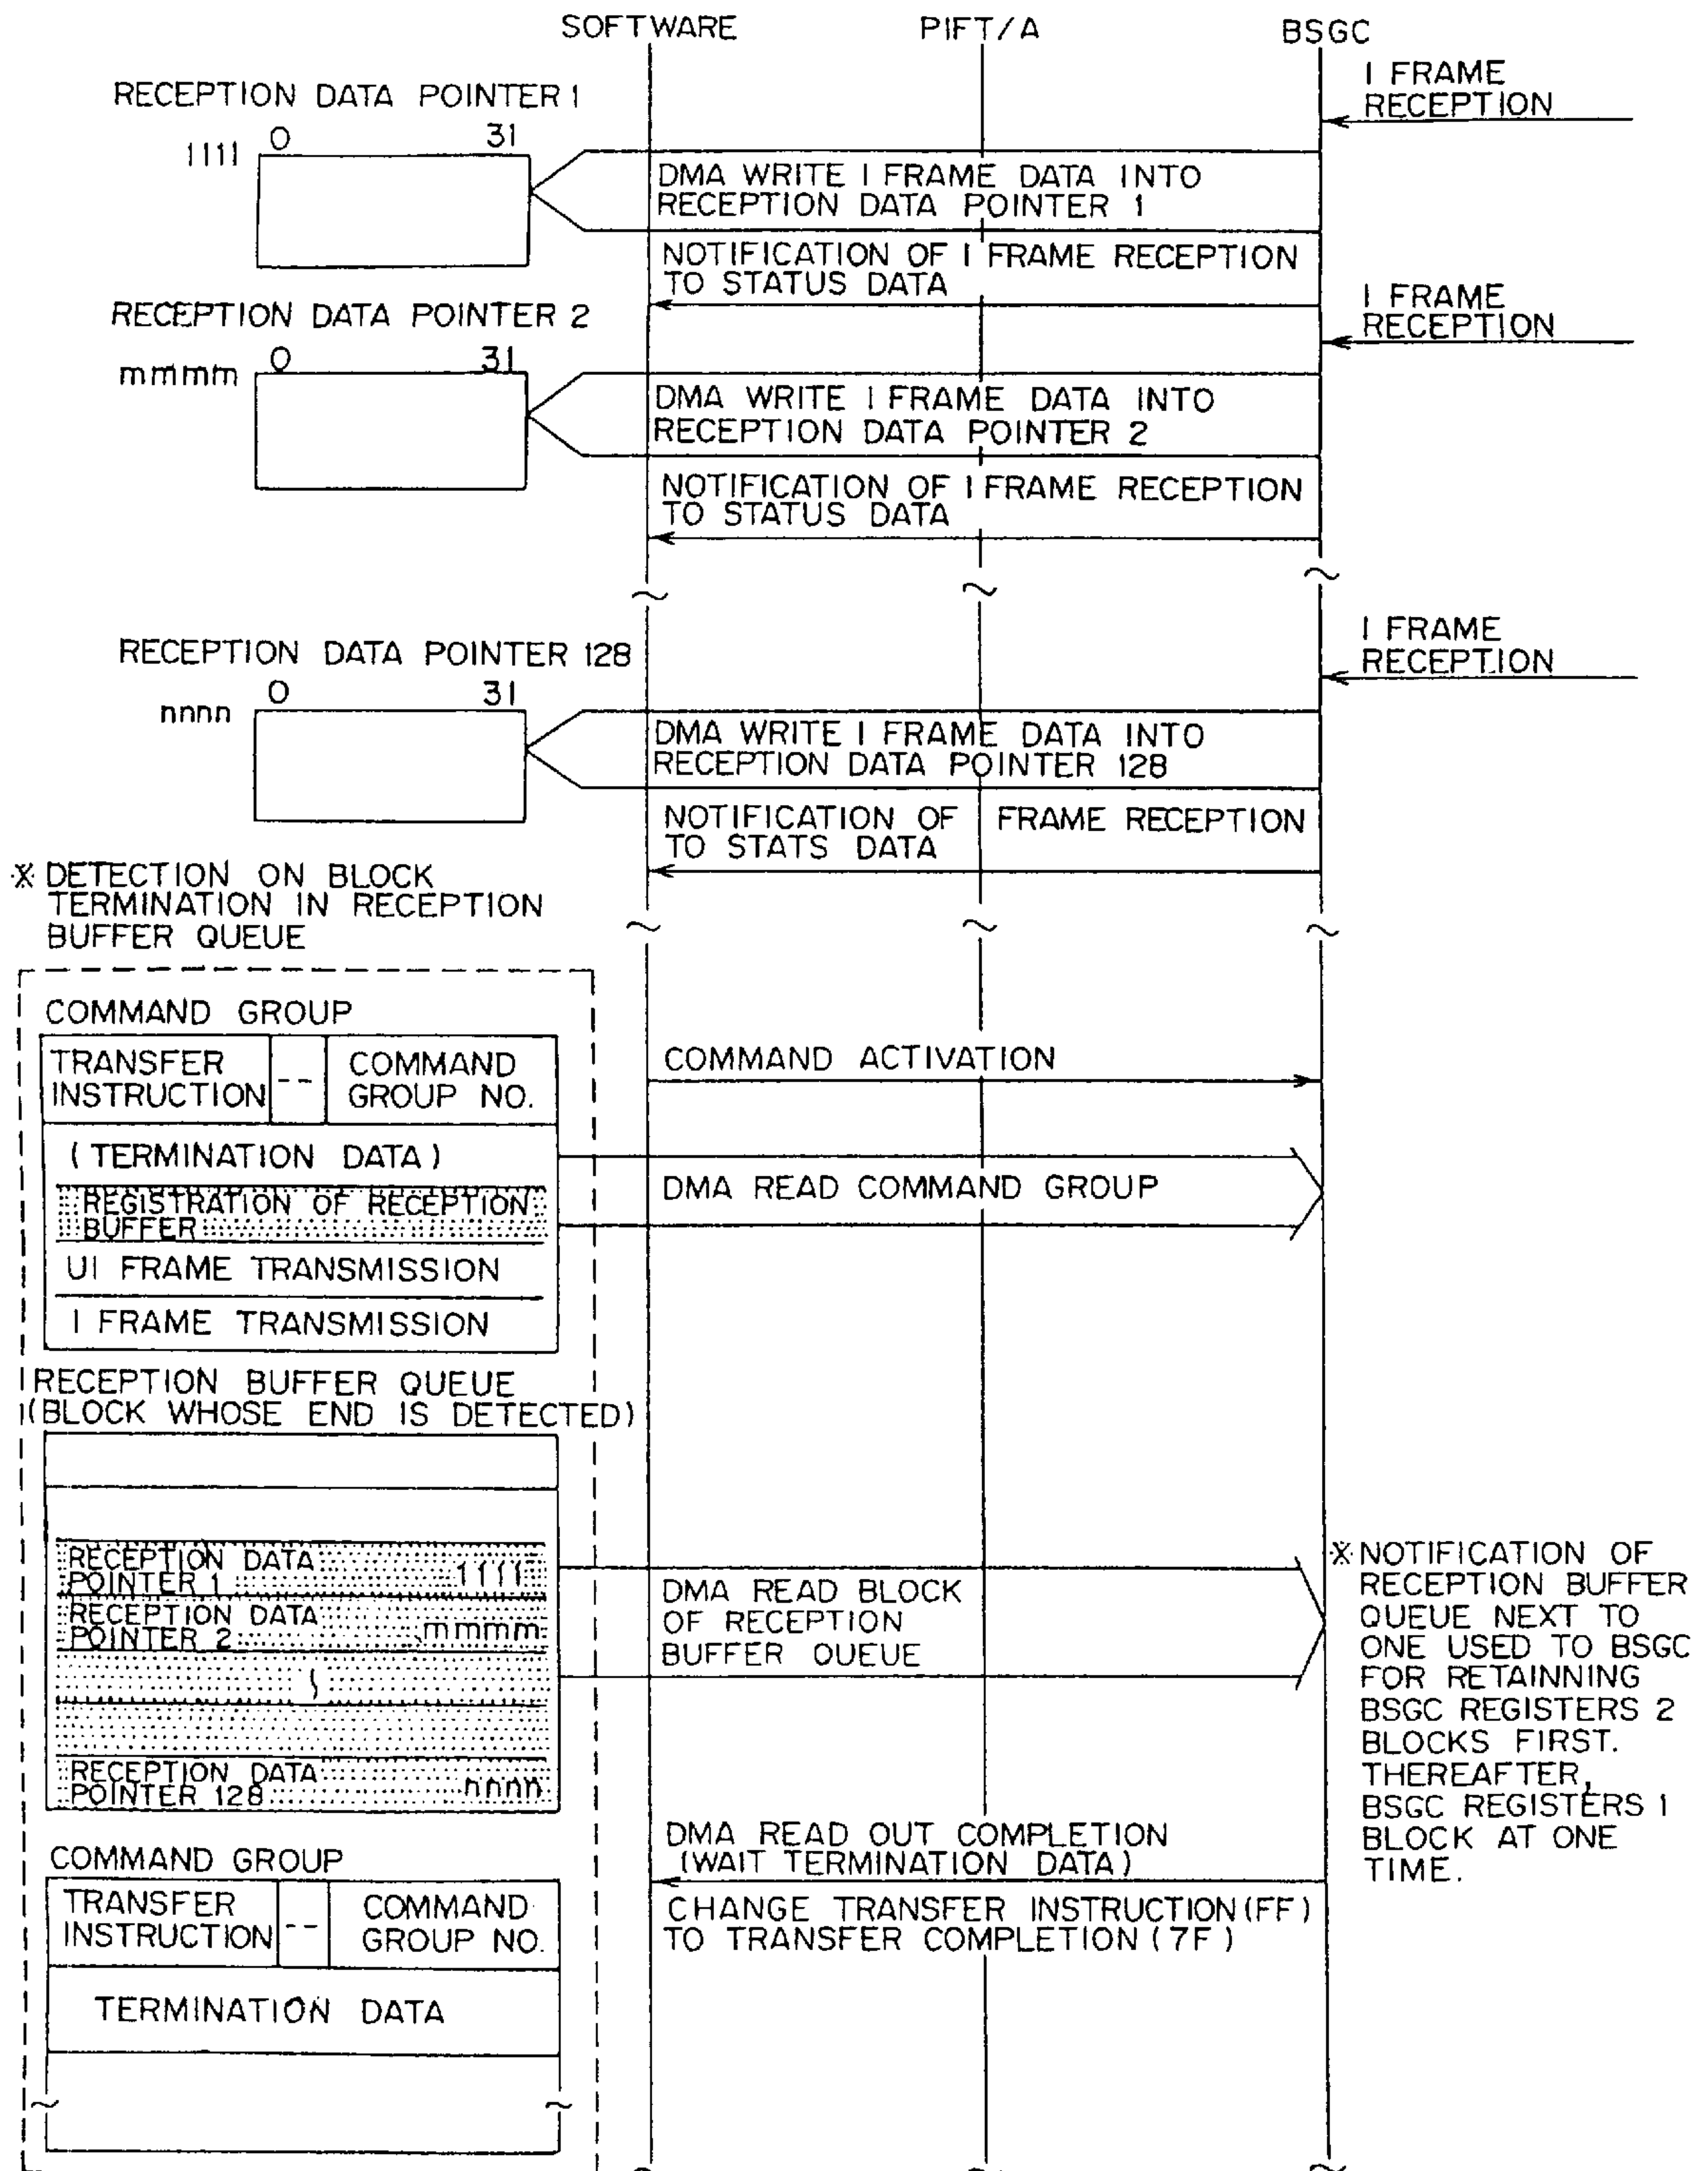 SOFTWARE
PIFT/A
BSGC
I FRAME
RECEPTION
RECEPTION DATA POINTER 1
1111
0
31
DMA WRITE I FRAME DATA INTO
RECEPTION DATA POINTER 1
NOTIFICATION OF I FRAME RECEPTION
TO STATUS DATA
I FRAME
RECEPTION
RECEPTION DATA POINTER 2
mmmm
0
31
DMA WRITE I FRAME DATA INTO
RECEPTION DATA POINTER 2
NOTIFICATION OF I FRAME RECEPTION
TO STATUS DATA
I FRAME
RECEPTION
RECEPTION DATA POINTER 128
nnnn
0
31
DMA WRITE I FRAME DATA INTO
RECEPTION DATA POINTER 128
NOTIFICATION OF FRAME RECEPTION
TO STATS DATA
※ DETECTION ON BLOCK
TERMINATION IN RECEPTION
BUFFER QUEUE
COMMAND GROUP
TRANSFER
INSTRUCTION
--
COMMAND
GROUP NO.
COMMAND ACTIVATION
(TERMINATION DATA)
REGISTRATION OF RECEPTION
BUFFER
DMA READ COMMAND GROUP
UI FRAME TRANSMISSION
I FRAME TRANSMISSION
RECEPTION BUFFER QUEUE
(BLOCK WHOSE END IS DETECTED)
RECEPTION DATA
POINTER 1
1111
RECEPTION DATA
POINTER 2
mmmm
RECEPTION DATA
POINTER 128
nnnn
DMA READ BLOCK
OF RECEPTION
BUFFER QUEUE
※ NOTIFICATION OF
RECEPTION BUFFER
QUEUE NEXT TO
ONE USED TO BSGC
FOR RETAINNING
BSGC REGISTERS 2
BLOCKS FIRST.
THEREAFTER,
BSGC REGISTERS 1
BLOCK AT ONE
TIME.
DMA READ OUT COMPLETION
(WAIT TERMINATION DATA)
CHANGE TRANSFER INSTRUCTION(FF)
TO TRANSFER COMPLETION (7F)
COMMAND GROUP
TRANSFER
INSTRUCTION
--
COMMAND
GROUP NO.
TERMINATION DATA